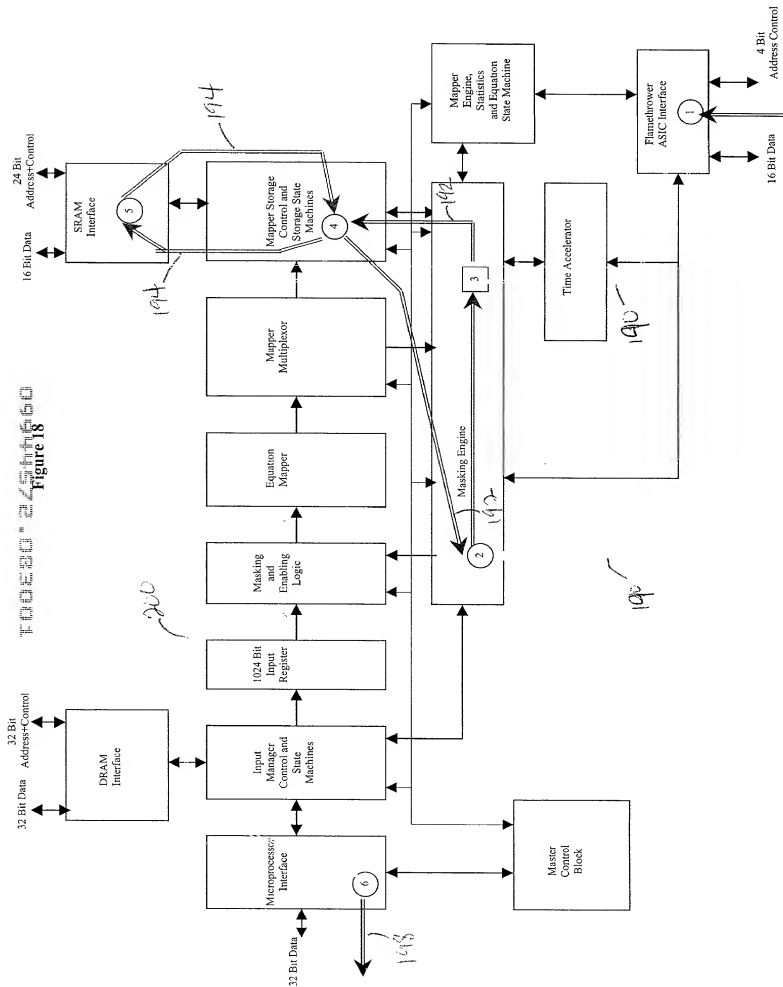 24 Bit
Address+Control
16 Bit Data
SRAM
Interface
5
194
194
Mapper Storage
Control and
Storage State
Machines
4
Mapper
Engine,
Statistics
and Equation
State Machine
Flamethrower
ASIC Interface
1
4 Bit
Address Control
16 Bit Data
192
3
Time Accelerator
190
Mapper
Multiplexor
Figure 18
Equation
Mapper
Masking Engine
192
2
Masking
and
Enabling
Logic
200
1024 Bit
Input
Register
190
32 Bit
Address+Control
32 Bit Data
DRAM
Interface
Input
Manager
Control and
State
Machines
Microprocessor
Interface
6
32 Bit Data
198
Master
Control
Block